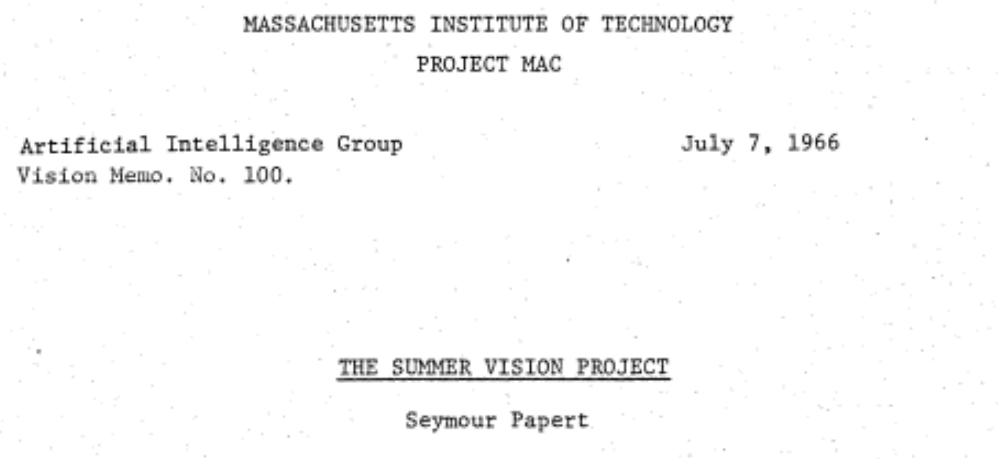 MASSACHUSETTS INSTITUTE OF TECHNOLOGY
PROJECT MAC
Artificial Intelligence Group July 7, 1966
Vision Memo. No. 100.
THE SUMMER VISION PROJECT
Seymour Papert